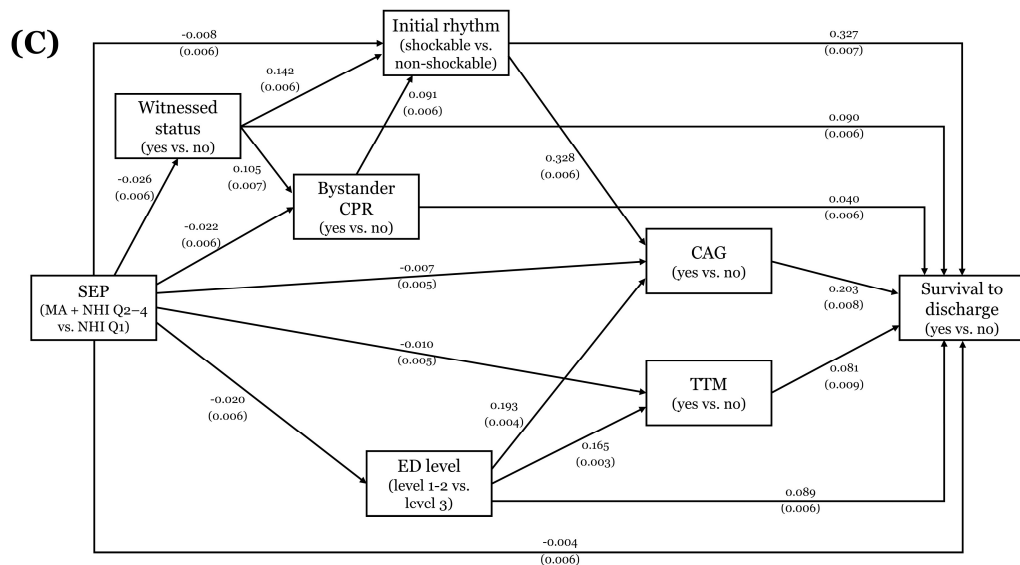 (C)
-0.008
(0.006)
Initial rhythm
(shockable vs.
non-shockable)
0.327
(0.007)
0.142
(0.006)
0.091
(0.006)
Witnessed
status
(yes vs. no)
0.090
(0.006)
0.105
(0.007)
0.328
(0.006)
-0.026
(0.006)
Bystander
CPR
(yes vs. no)
0.040
(0.006)
-0.022
(0.006)
CAG
(yes vs. no)
-0.007
(0.005)
SEP
(MA + NHI Q2–4
vs. NHI Q1)
0.203
(0.008)
Survival to
discharge
(yes vs. no)
-0.010
(0.005)
TTM
(yes vs. no)
0.081
(0.009)
-0.020
(0.006)
0.193
(0.004)
0.165
(0.003)
ED level
(level 1-2 vs.
level 3)
0.089
(0.006)
-0.004
(0.006)